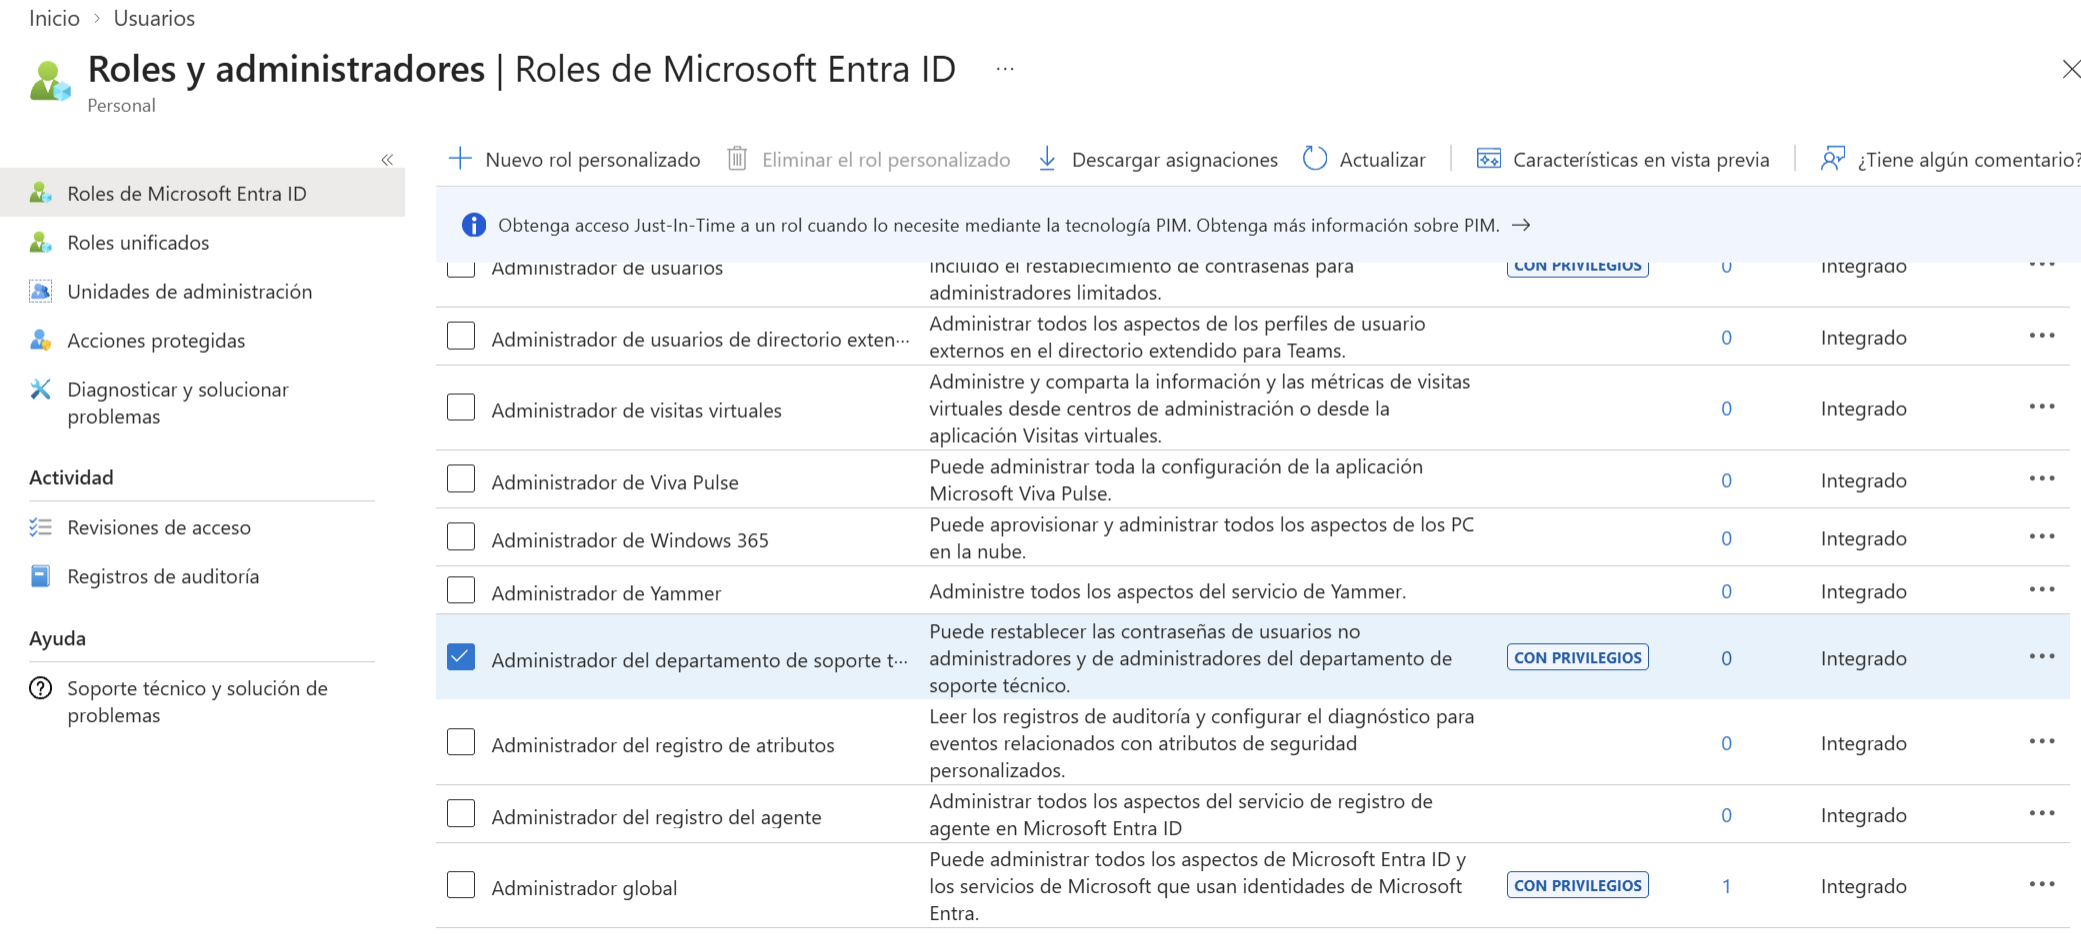 Inicio > Usuarios
Roles y administradores | Roles de Microsoft Entra ID ...
Personal
Nuevo rol personalizado Eliminar el rol personalizado Descargar asignaciones Actualizar Características en vista previa ¿Tiene algún comentario?
Obtenga acceso Just-In-Time a un rol cuando lo necesite mediante la tecnología PIM. Obtenga más información sobre PIM. →
Roles de Microsoft Entra ID
Roles unificados
Unidades de administración
Acciones protegidas
Diagnosticar y solucionar
problemas
Actividad
Revisiones de acceso
Registros de auditoría
Ayuda
Soporte técnico y solución de
problemas
Administrador de usuarios
incluido el restablecimiento de contraseñas para
administradores limitados.
CON PRIVILEGIOS
0
Integrado
Administrador de usuarios de directorio exten...
Administrar todos los aspectos de los perfiles de usuario
externos en el directorio extendido para Teams.
0
Integrado
Administrador de visitas virtuales
Administre y comparta la información y las métricas de visitas
virtuales desde centros de administración o desde la
aplicación Visitas virtuales.
0
Integrado
Administrador de Viva Pulse
Puede administrar toda la configuración de la aplicación
Microsoft Viva Pulse.
0
Integrado
Administrador de Windows 365
Puede aprovisionar y administrar todos los aspectos de los PC
en la nube.
0
Integrado
Administrador de Yammer
Administre todos los aspectos del servicio de Yammer.
0
Integrado
Administrador del departamento de soporte t...
Puede restablecer las contraseñas de usuarios no
administradores y de administradores del departamento de
soporte técnico.
CON PRIVILEGIOS
0
Integrado
Administrador del registro de atributos
Leer los registros de auditoría y configurar el diagnóstico para
eventos relacionados con atributos de seguridad
personalizados.
0
Integrado
Administrador del registro del agente
Administrar todos los aspectos del servicio de registro de
agente en Microsoft Entra ID
0
Integrado
Administrador global
Puede administrar todos los aspectos de Microsoft Entra ID y
los servicios de Microsoft que usan identidades de Microsoft
Entra.
CON PRIVILEGIOS
1
Integrado